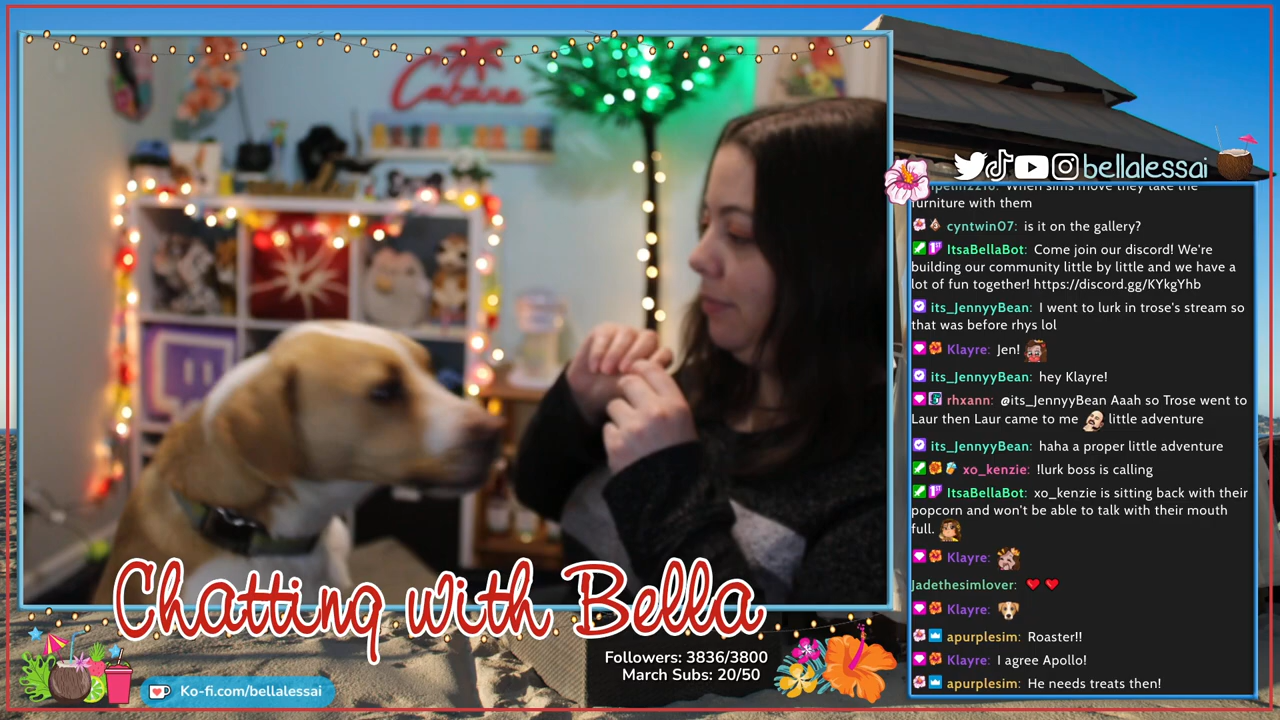 Cabana
bellalessai
When sims move they take the
furniture with them
cyntwin07: is it on the gallery?
ItsaBellaBot: Come join our discord! We're
building our community little by little and we have a
lot of fun together! https://discord.gg/KYkgYhb
its_JennyyBean: I went to lurk in trose's stream so
that was before rhys lol
Klayre: Jen!
its_JennyyBean: hey Klayre!
rhxann: @its_JennyyBean Aaah so Trose went to
Laur then Laur came to me little adventure
its_JennyyBean: haha a proper little adventure
xo_kenzie: !lurk boss is calling
ItsaBellaBot: xo_kenzie is sitting back with their
popcorn and won't be able to talk with their mouth
full.
Klayre:
Jadethesimlover:
Klayre:
apurplesim: Roaster!!
Klayre: I agree Apollo!
apurplesim: He needs treats then!
Chatting with Bella
Followers: 3836/3800
March Subs: 20/50
Ko-fi.com/bellalessai